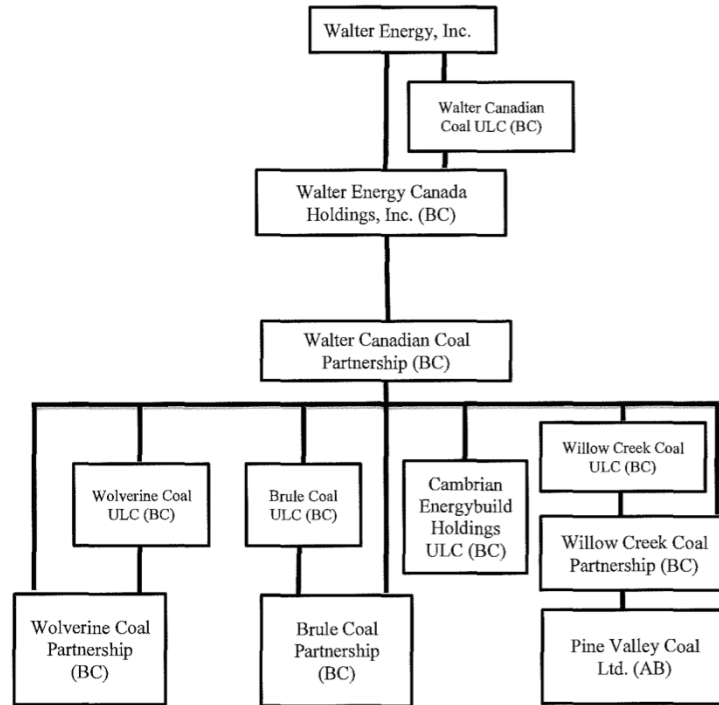 Walter Energy, Inc.
Walter Canadian
Coal ULC (BC)
Walter Energy Canada
Holdings, Inc. (BC)
Walter Canadian Coal
Partnership (BC)
Willow Creek Coal
ULC (BC)
Wolverine Coal
ULC (BC)
Brule Coal
ULC (BC)
Cambrian
Energybuild
Holdings
ULC (BC)
Willow Creek Coal
Partnership (BC)
Wolverine Coal
Partnership
(BC)
Brule Coal
Partnership
(BC)
Pine Valley Coal
Ltd. (AB)